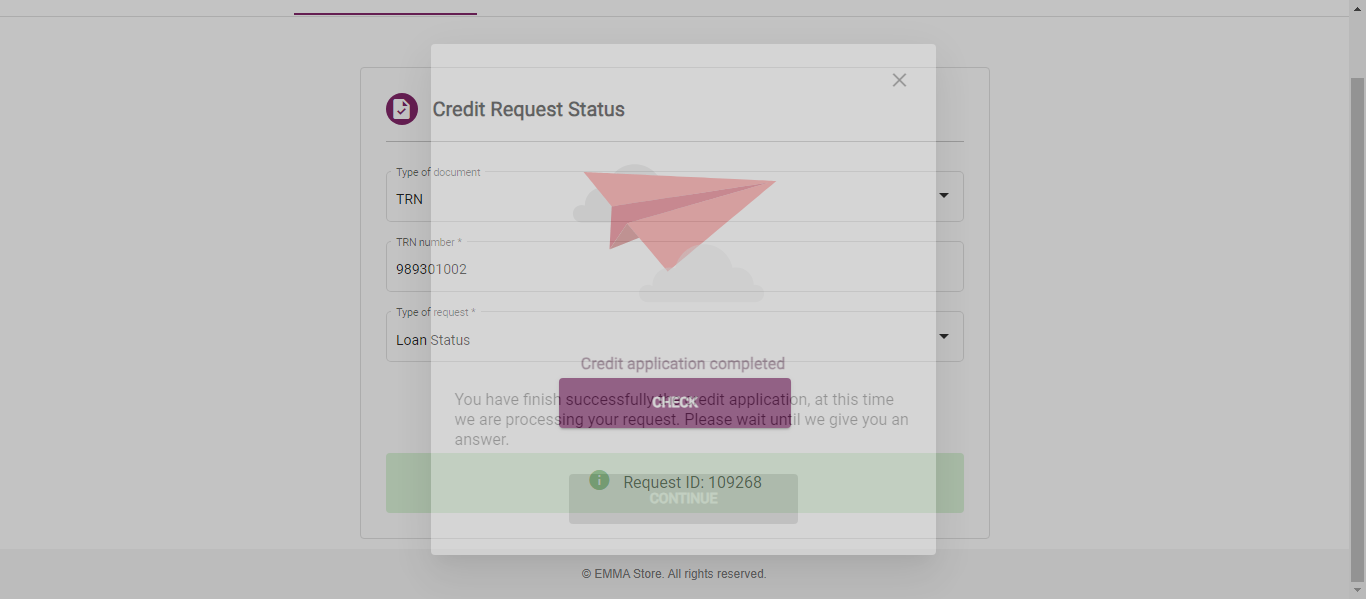 Credit Request Status
Type of document
TRN
TRN number *
989301002
Type of request *
Loan Status
Credit application completed
You have finish successfully the credit application, at this time
we are processing your request. Please wait until we give you an
answer.
CHECK
Request ID: 109268
CONTINUE
© EMMA Store. All rights reserved.